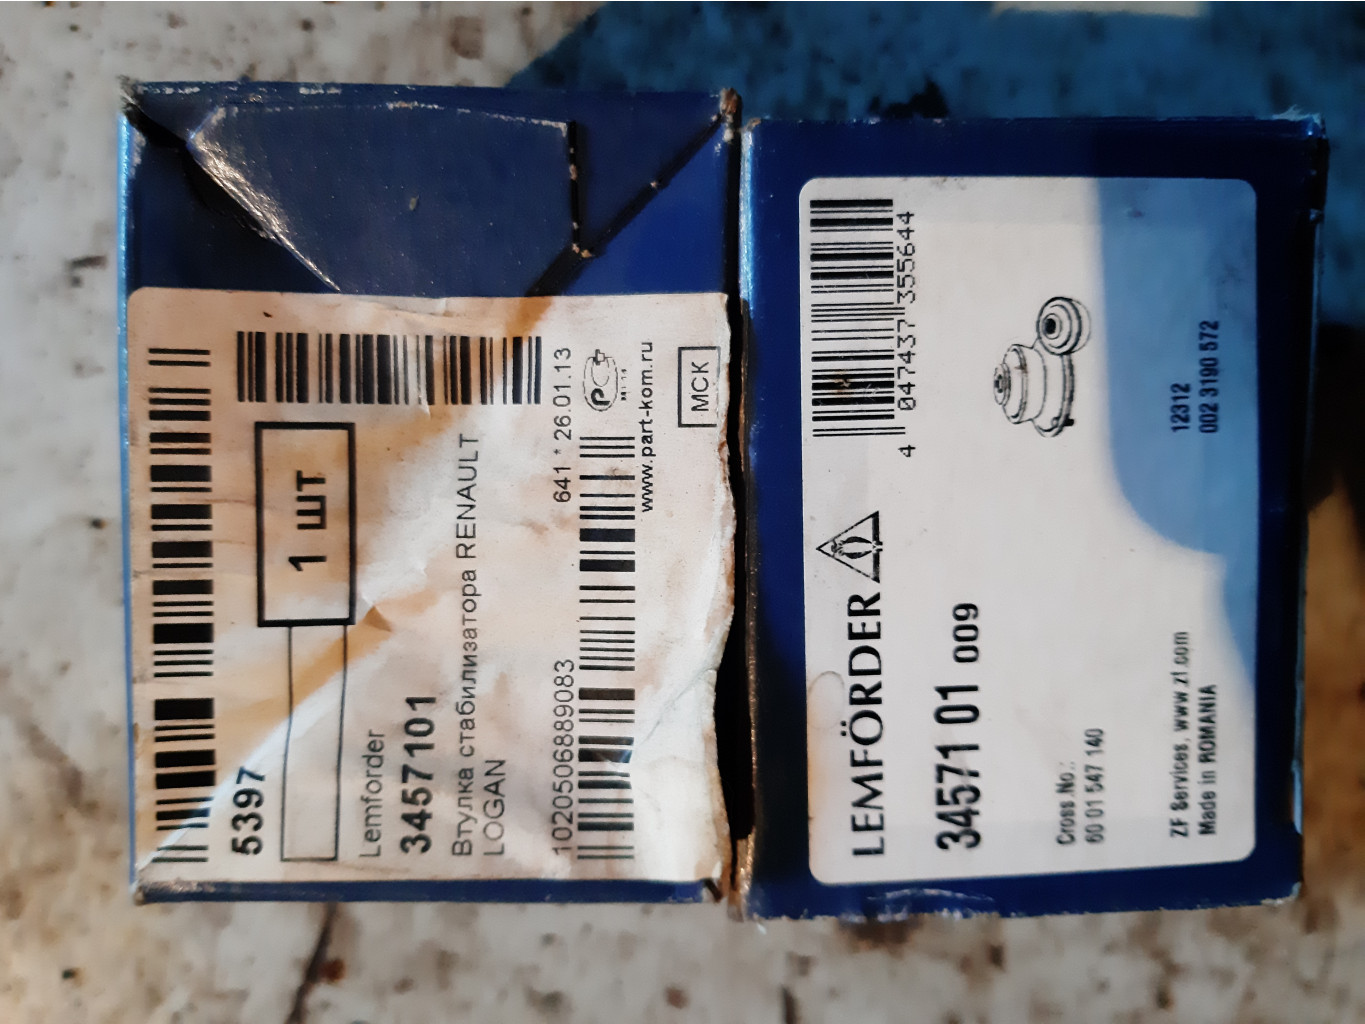 5397
1 шт
Lemforder
3457101
Втулка стабилизатора RENAULT
LOGAN
641 * 26.01.13
1020506889083
www.part-kom.ru
МСК
LEMFÖRDER
4 047437 355644
34571 01 009
Cross No.:
60 01 547 140
12312
002 3190 572
ZF Services, www.zf.com
Made in ROMANIA